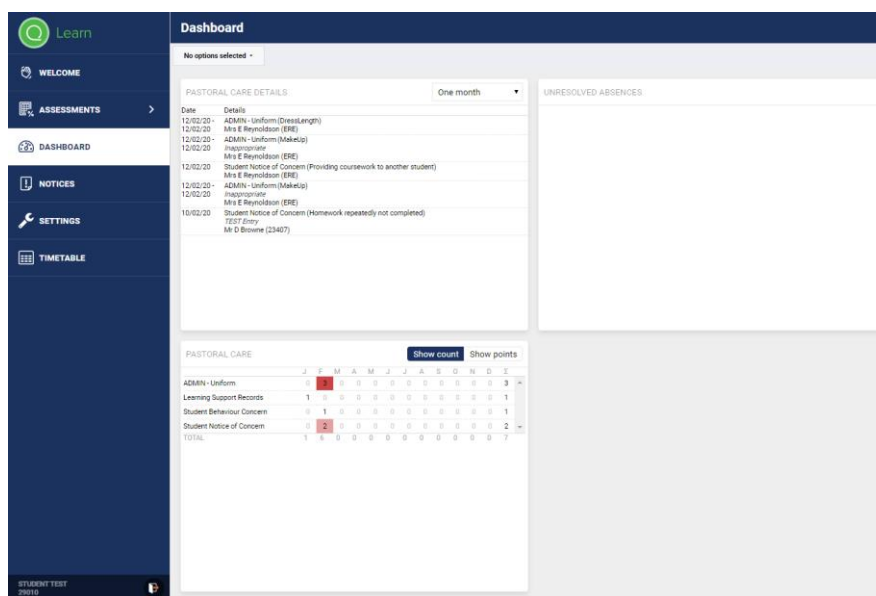 Learn
Dashboard
No options selected
WELCOME
ASSESSMENTS
DASHBOARD
NOTICES
SETTINGS
TIMETABLE
STUDENT TEST
29010
PASTORAL CARE DETAILS One month
Date Details
12/02/20 - ADMIN - Uniform (DressLength)
12/02/20 Mrs E Reynoldson (ERE)
12/02/20 - ADMIN - Uniform (MakeUp)
12/02/20 Inappropriate
Mrs E Reynoldson (ERE)
12/02/20 Student Notice of Concern (Providing coursework to another student)
Mrs E Reynoldson (ERE)
12/02/20 - ADMIN - Uniform (MakeUp)
12/02/20 Inappropriate
Mrs E Reynoldson (ERE)
10/02/20 Student Notice of Concern (Homework repeatedly not completed)
TEST Entry
Mr D Browne (23407)
UNRESOLVED ABSENCES
PASTORAL CARE Show count Show points
J F M A M J J A S O N D Σ
ADMIN - Uniform 0 3 0 0 0 0 0 0 0 0 0 0 3
Learning Support Records 1 0 0 0 0 0 0 0 0 0 0 0 1
Student Behaviour Concern 0 1 0 0 0 0 0 0 0 0 0 0 1
Student Notice of Concern 0 2 0 0 0 0 0 0 0 0 0 0 2
TOTAL 1 6 0 0 0 0 0 0 0 0 0 0 7